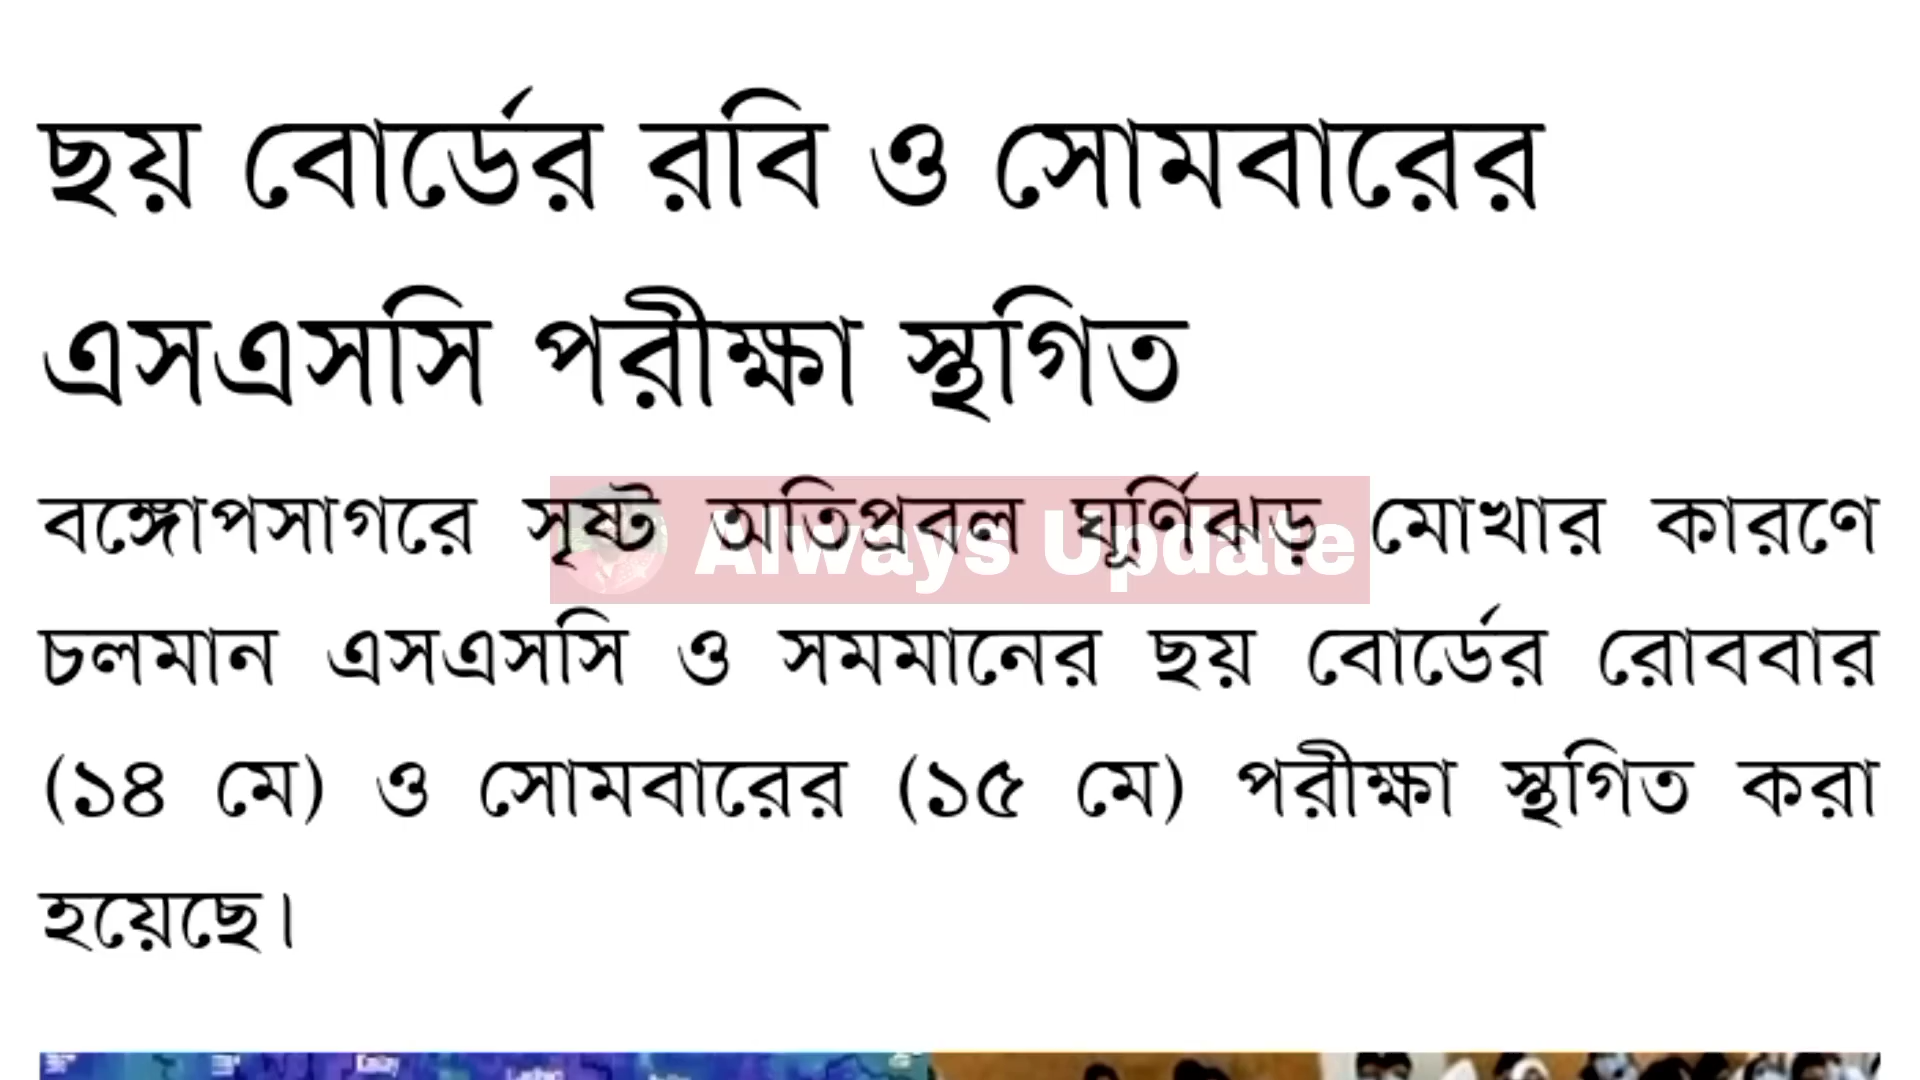 ছয় বোর্ডের রবি ও সোমবারের
এসএসসি পরীক্ষা স্থগিত
বঙ্গোপসাগরে সৃষ্ট অতিপ্রবল ঘূর্ণিঝড় মোখার কারণে
Always Update
চলমান এসএসসি ও সমমানের ছয় বোর্ডের রোববার
(১৪ মে) ও সোমবারের (১৫ মে) পরীক্ষা স্থগিত করা
হয়েছে।